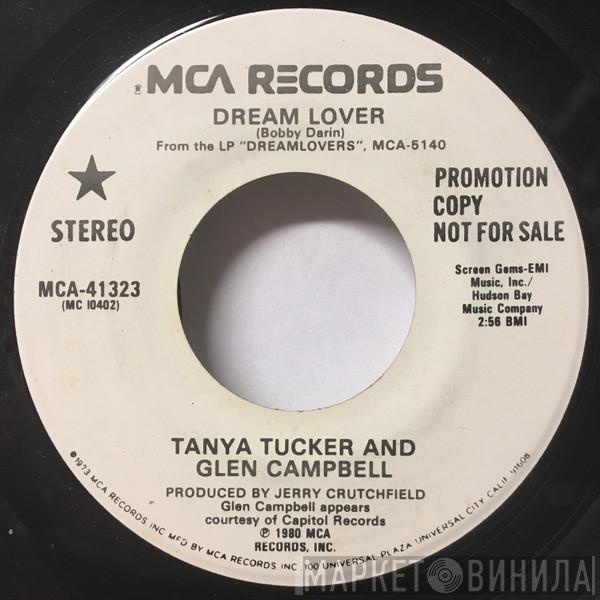 MCA RECORDS
DREAM LOVER
(Bobby Darin)
From the LP "DREAMLOVERS", MCA-5140
STEREO
MCA-41323
(MC 10402)
PROMOTION
COPY
NOT FOR SALE
Screen Gems-EMI
Music, Inc./
Hudson Bay
Music Company
2:56 BMI
TANYA TUCKER AND
GLEN CAMPBELL
PRODUCED BY JERRY CRUTCHFIELD
Glen Campbell appears
courtesy of Capitol Records
℗ 1980 MCA
RECORDS, INC.
©1973 MCA RECORDS, INC. MFD BY MCA RECORDS INC. 100 UNIVERSAL PLAZA UNIVERSAL CITY, CALIF. 91608
МАРКЕТ ВИНИЛА